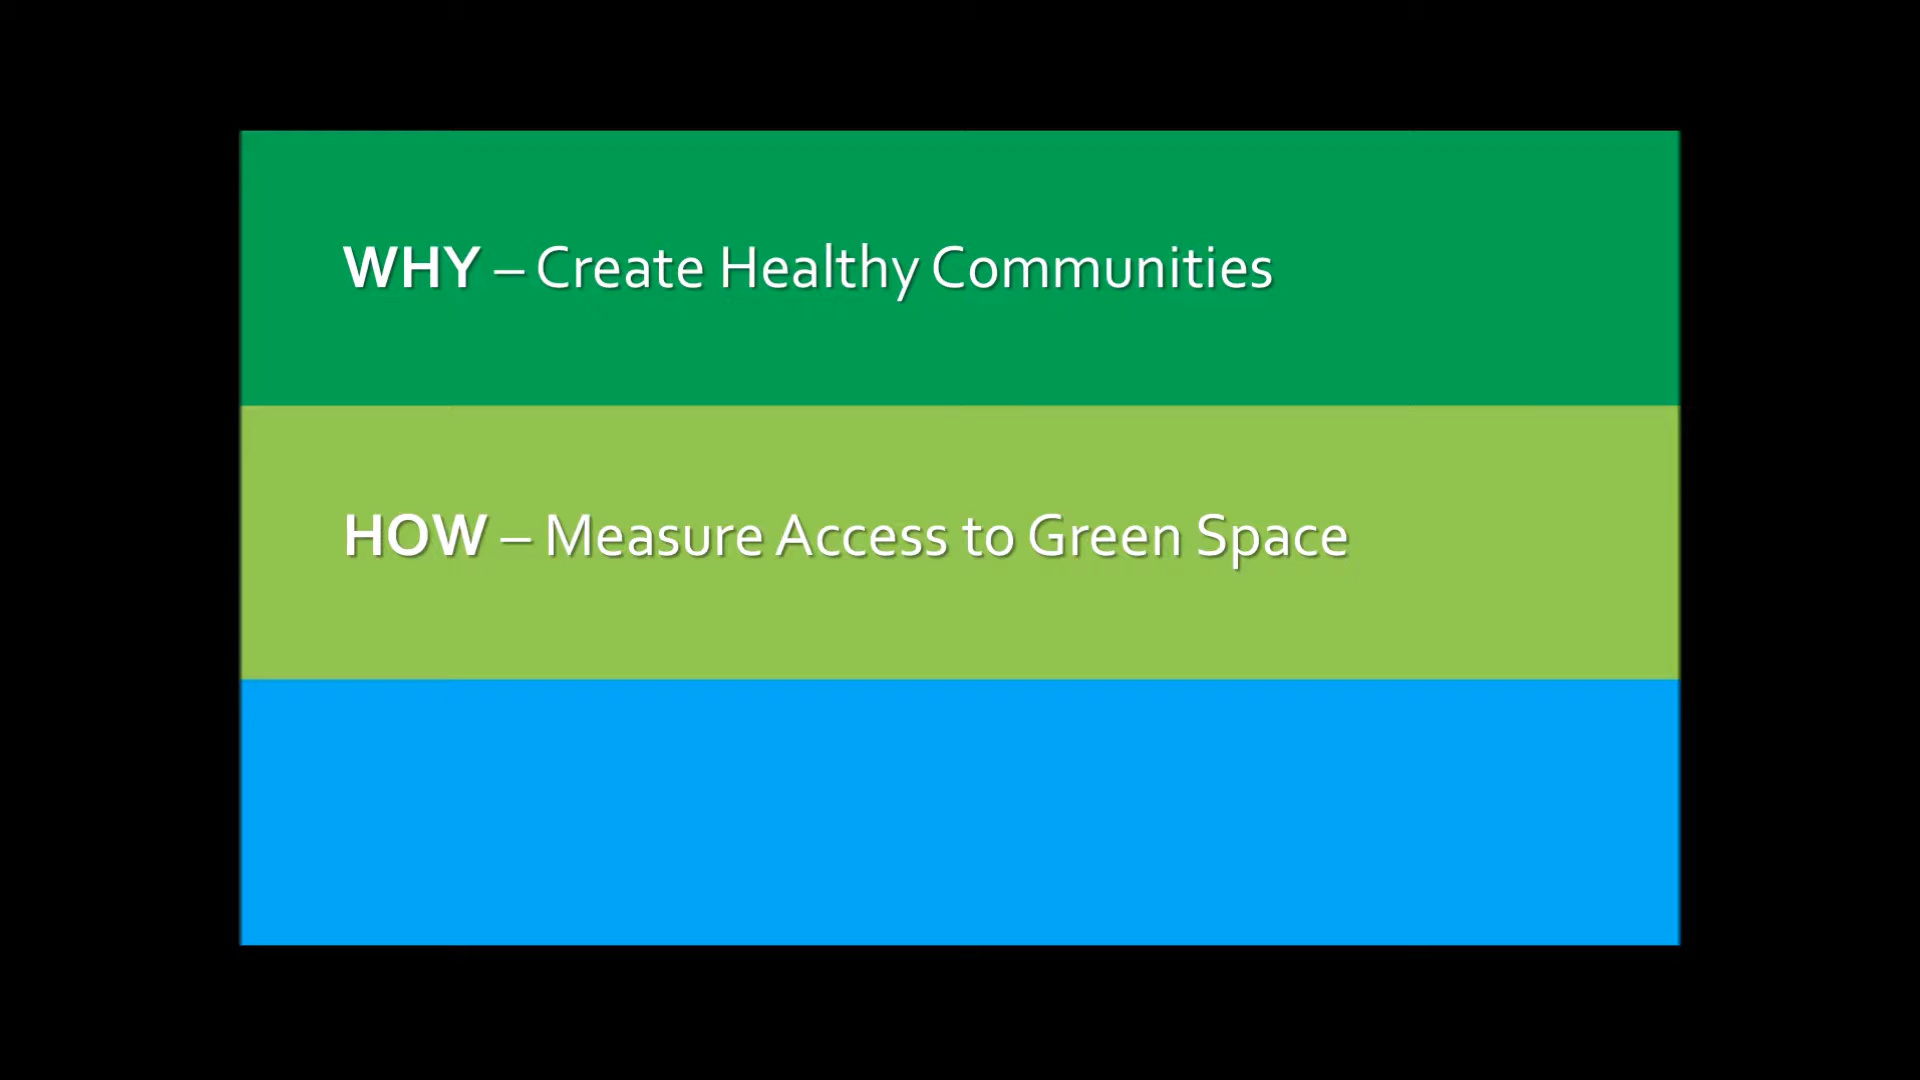 WHY – Create Healthy Communities
HOW – Measure Access to Green Space